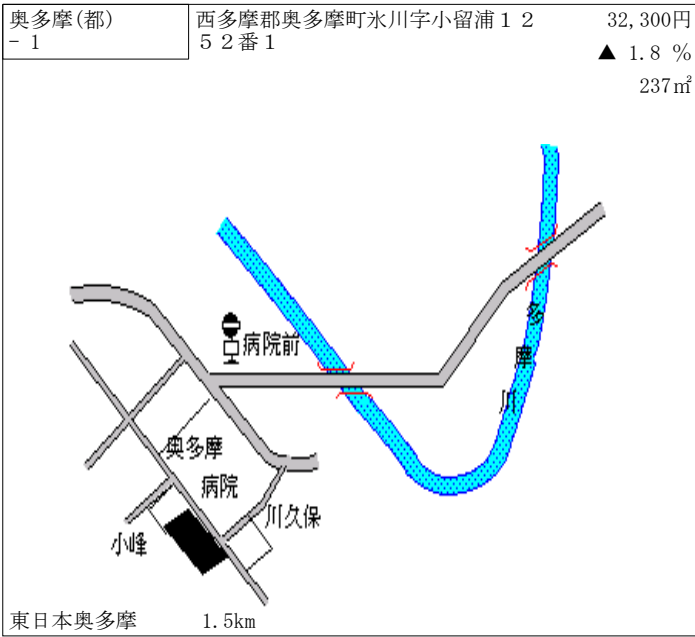 奥多摩(都)
- 1
西多摩郡奥多摩町氷川字小留浦１２
５２番１
32,300円
▲ 1.8 %
237㎡
病院前
多摩川
奥多摩
病院
川久保
小峰
東日本奥多摩 1.5km